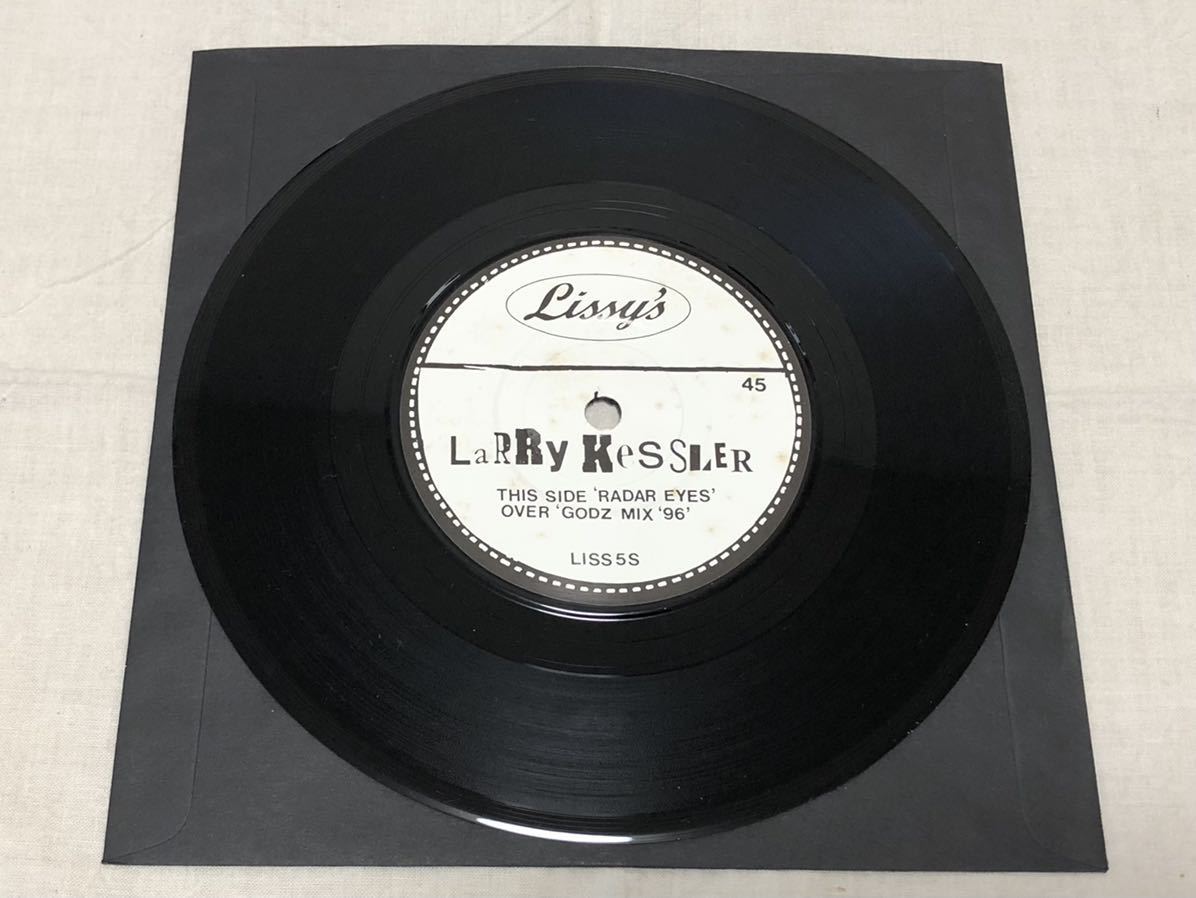 Lissy's
45
LaRRy KessLER
THIS SIDE 'RADAR EYES'
OVER 'GODZ MIX '96'
LISS5S